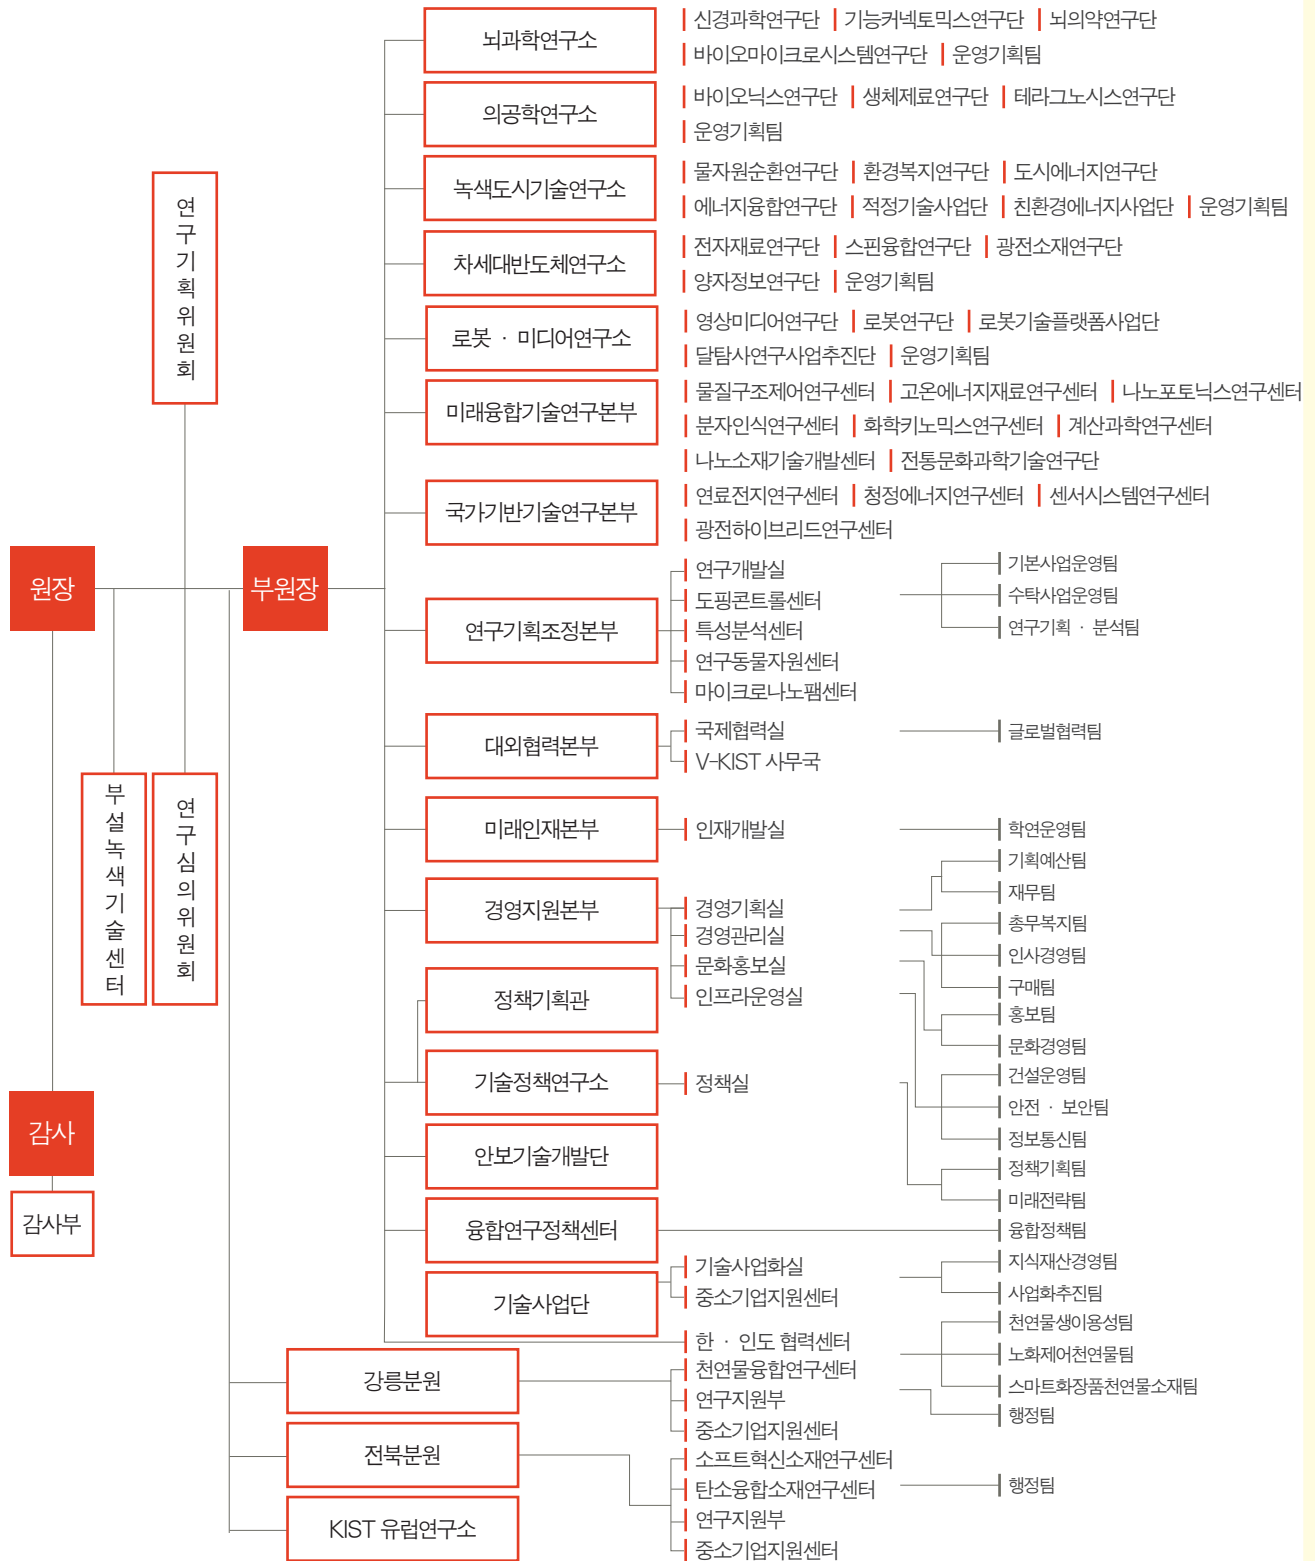 뇌과학연구소
신경과학연구단 기능커넥토믹스연구단 뇌의약연구단
바이오마이크로시스템연구단 운영기획팀
의공학연구소
바이오닉스연구단 생체제료연구단 테라그노시스연구단
운영기획팀
녹색도시기술연구소
물자원순환연구단 환경복지연구단 도시에너지연구단
에너지융합연구단 적정기술사업단 친환경에너지사업단 운영기획팀
차세대반도체연구소
전자재료연구단 스핀융합연구단 광전소재연구단
양자정보연구단 운영기획팀
로봇 · 미디어연구소
영상미디어연구단 로봇연구단 로봇기술플랫폼사업단
달탐사연구사업추진단 운영기획팀
미래융합기술연구본부
물질구조제어연구센터 고온에너지재료연구센터 나노포토닉스연구센터
분자인식연구센터 화학키노믹스연구센터 계산과학연구센터
나노소재기술개발센터 전통문화과학기술연구단
국가기반기술연구본부
연료전지연구센터 청정에너지연구센터 센서시스템연구센터
광전하이브리드연구센터
연구기획위원회
원장
부원장
부설녹색기술센터
연구심의위원회
감사
감사부
연구기획조정본부
연구개발실
도핑콘트롤센터
특성분석센터
연구동물자원센터
마이크로나노팹센터
기본사업운영팀
수탁사업운영팀
연구기획 · 분석팀
대외협력본부
국제협력실
V-KIST 사무국
글로벌협력팀
미래인재본부
인재개발실
학연운영팀
경영지원본부
경영기획실
경영관리실
문화홍보실
인프라운영실
기획예산팀
재무팀
총무복지팀
인사경영팀
구매팀
홍보팀
문화경영팀
건설운영팀
안전 · 보안팀
정보통신팀
정책기획관
기술정책연구소
정책실
정책기획팀
미래전략팀
안보기술개발단
융합연구정책센터
융합정책팀
기술사업단
기술사업화실
중소기업지원센터
지식재산경영팀
사업화추진팀
한 · 인도 협력센터
강릉분원
천연물융합연구센터
연구지원부
중소기업지원센터
천연물생이용성팀
노화제어천연물팀
스마트화장품천연물소재팀
행정팀
전북분원
소프트혁신소재연구센터
탄소융합소재연구센터
연구지원부
중소기업지원센터
행정팀
KIST 유럽연구소